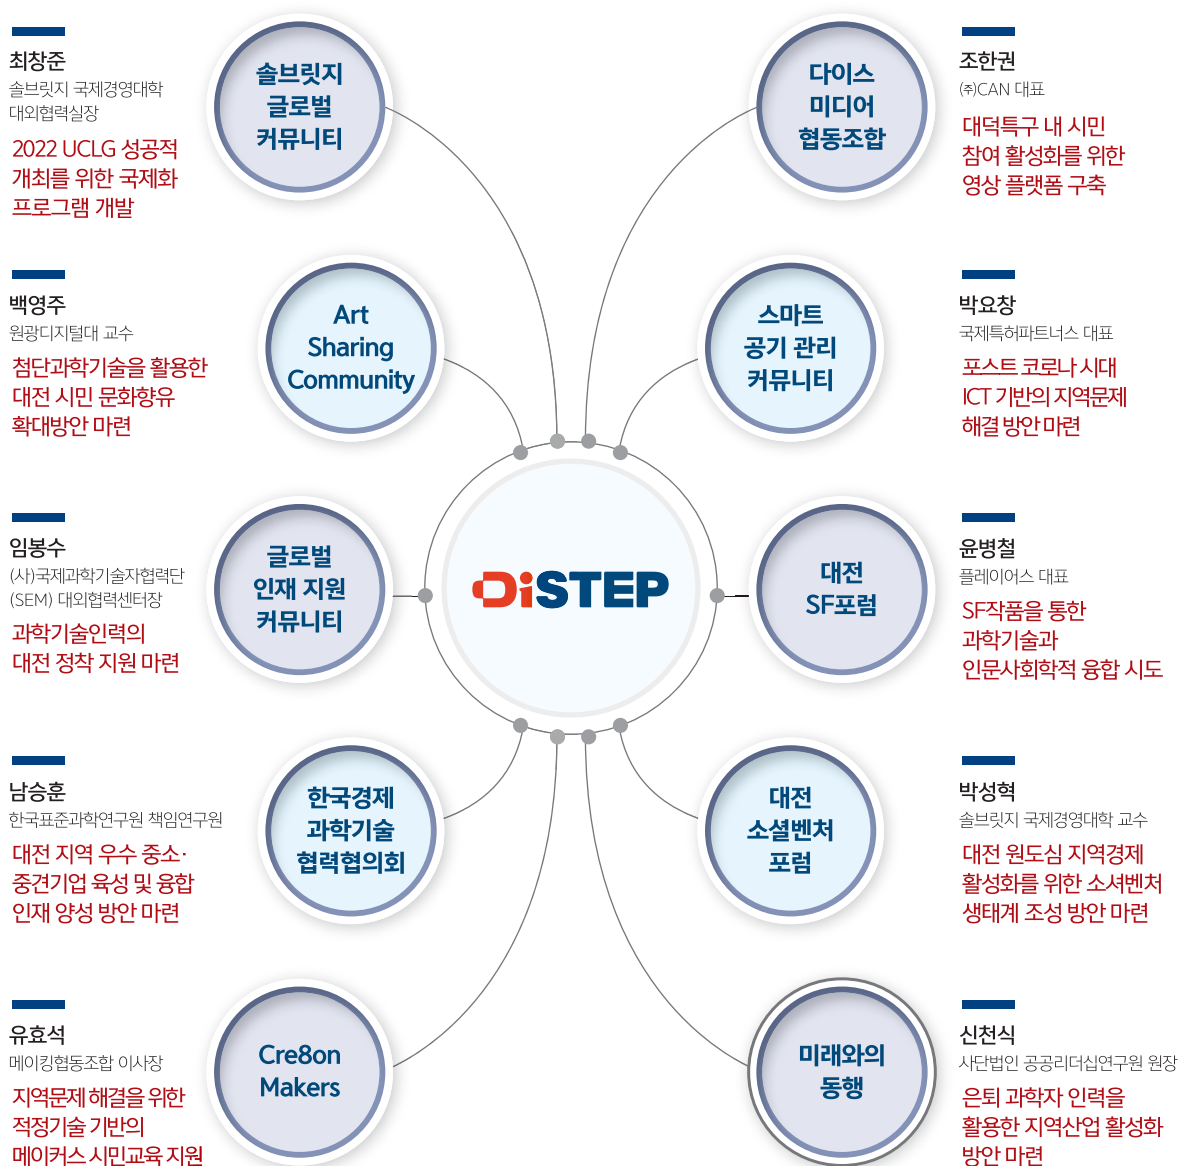 최창준
솔브릿지 국제경영대학
대외협력실장
2022 UCLG 성공적
개최를 위한 국제화
프로그램 개발
솔브릿지
글로벌
커뮤니티
다이스
미디어
협동조합
조한권
(주)CAN 대표
대덕특구 내 시민
참여 활성화를 위한
영상 플랫폼 구축
백영주
원광디지털대 교수
첨단과학기술을 활용한
대전 시민 문화향유
확대방안 마련
Art
Sharing
Community
스마트
공기 관리
커뮤니티
박요창
국제특허파트너스 대표
포스트 코로나 시대
ICT 기반의 지역문제
해결 방안 마련
임봉수
(사)국제과학기술자협력단
(SEM) 대외협력센터장
과학기술인력의
대전 정착 지원 마련
글로벌
인재 지원
커뮤니티
DiSTEP
대전
SF포럼
윤병철
플레이어스 대표
SF작품을 통한
과학기술과
인문사회학적 융합 시도
남승훈
한국표준과학연구원 책임연구원
대전 지역 우수 중소·
중견기업 육성 및 융합
인재 양성 방안 마련
한국경제
과학기술
협력협의회
대전
소셜벤처
포럼
박성혁
솔브릿지 국제경영대학 교수
대전 원도심 지역경제
활성화를 위한 소셔벤처
생태계 조성 방안 마련
유효석
메이킹협동조합 이사장
지역문제 해결을 위한
적정기술 기반의
메이커스 시민교육 지원
Cre8on
Makers
미래와의
동행
신천식
사단법인 공공리더십연구원 원장
은퇴 과학자 인력을
활용한 지역산업 활성화
방안 마련